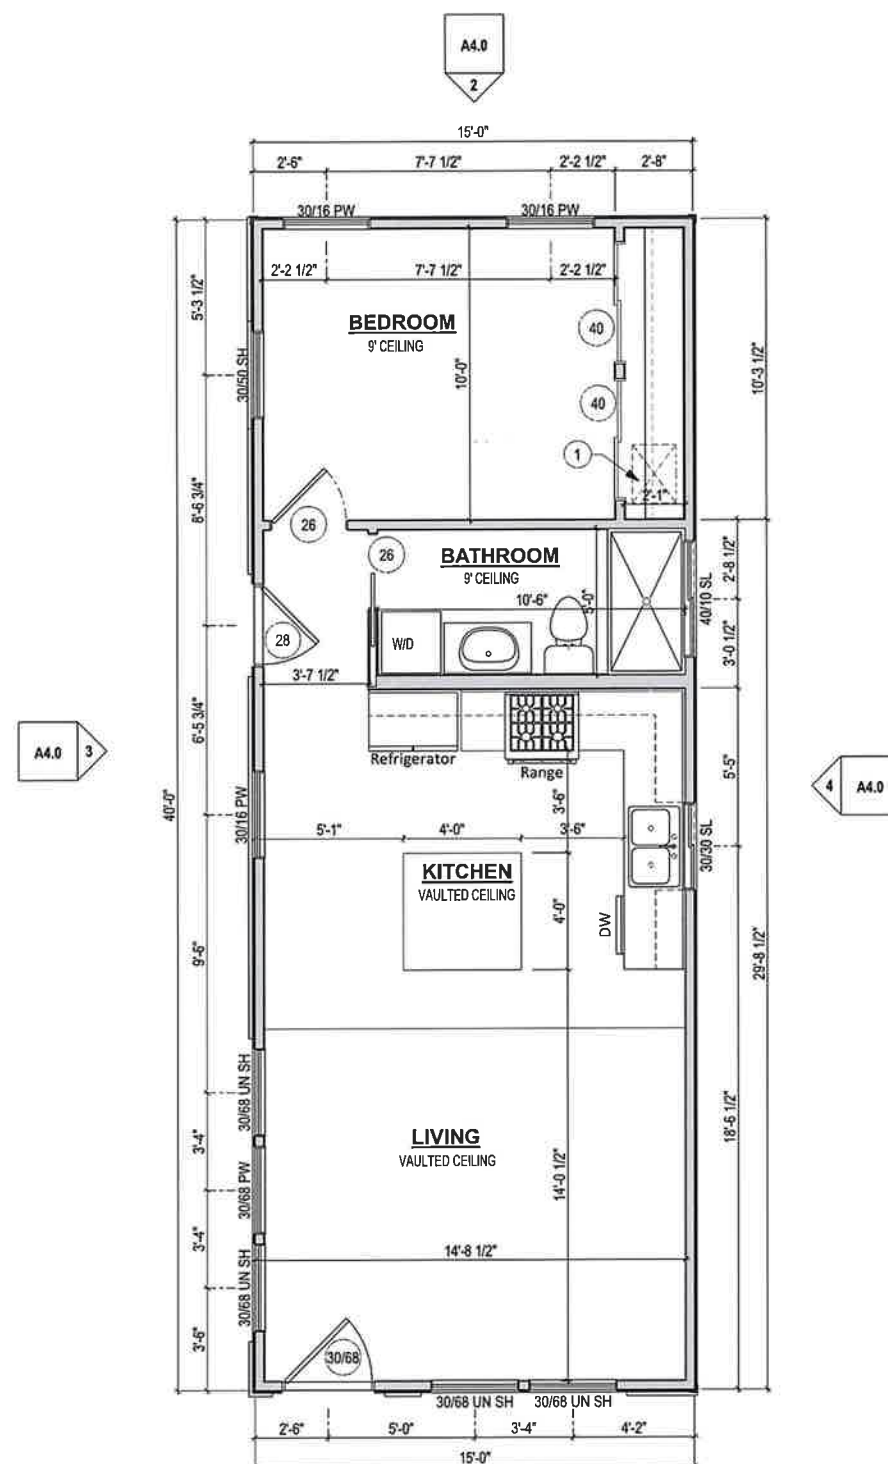 A4.0
2
15'-0"
2'-6"
7'-7 1/2"
2'-2 1/2"
2'-8"
30/16 PW
30/16 PW
2'-2 1/2"
7'-7 1/2"
2'-2 1/2"
5'-3 1/2"
BEDROOM
9' CEILING
40
10'-0"
30/50 SH
40
10'-3 1/2"
1
2'-1"
8'-6 3/4"
26
26
BATHROOM
9' CEILING
10'-6"
5'-0"
40/10 SL
2'-8 1/2"
3'-0 1/2"
28
W/D
3'-7 1/2"
6'-5 3/4"
A4.0
3
40'-0"
Refrigerator
Range
3'-6"
5'-5"
4
A4.0
30/16 PW
5'-1"
4'-0"
3'-6"
30/30 SL
KITCHEN
VAULTED CEILING
4'-0"
DW
9'-6"
29'-8 1/2"
30/68 UN SH
3'-4"
LIVING
VAULTED CEILING
18'-6 1/2"
14'-0 1/2"
30/68 PW
3'-4"
14'-8 1/2"
30/68 UN SH
3'-6"
30/68
30/68 UN SH
30/68 UN SH
2'-6"
5'-0"
3'-4"
4'-2"
15'-0"